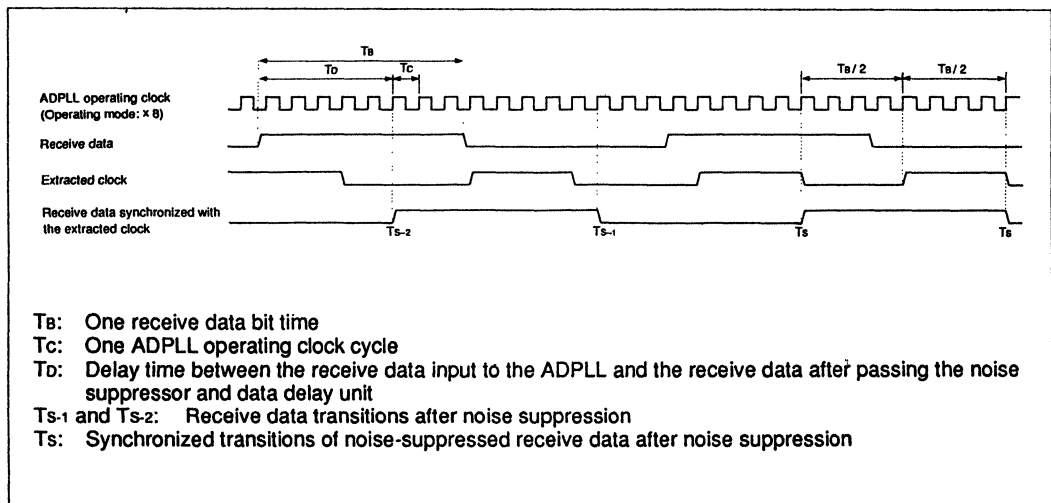 TB
TD TC TB/2 TB/2
ADPLL operating clock
(Operating mode: × 8)
Receive data
Extracted clock
Receive data synchronized with
the extracted clock
TS-2 TS-1 TS TS
TB: One receive data bit time
TC: One ADPLL operating clock cycle
TD: Delay time between the receive data input to the ADPLL and the receive data after passing the noise
suppressor and data delay unit
TS-1 and TS-2: Receive data transitions after noise suppression
TS: Synchronized transitions of noise-suppressed receive data after noise suppression